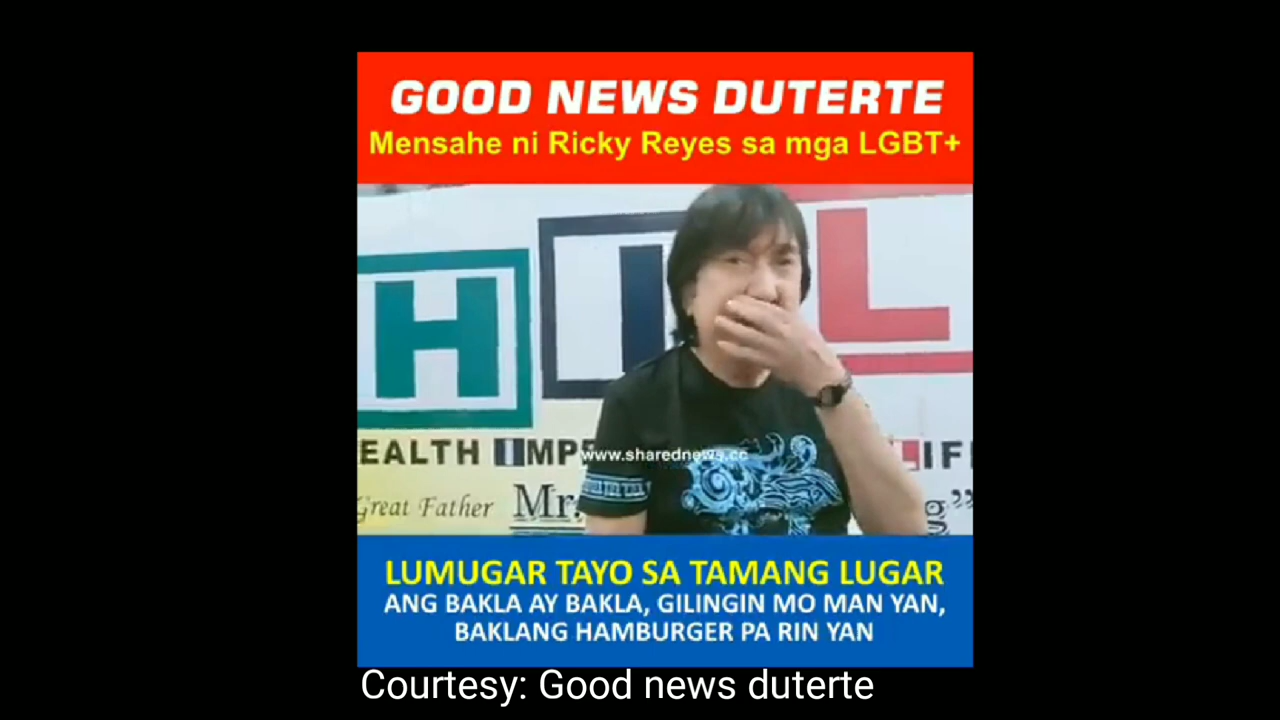 GOOD NEWS DUTERTE
Mensahe ni Ricky Reyes sa mga LGBT+
H I L
EALTH IMP
LIF
www.sharednews.cc
Great Father Mr.
LUMUGAR TAYO SA TAMANG LUGAR
ANG BAKLA AY BAKLA, GILINGIN MO MAN YAN,
BAKLANG HAMBURGER PA RIN YAN
Courtesy: Good news duterte